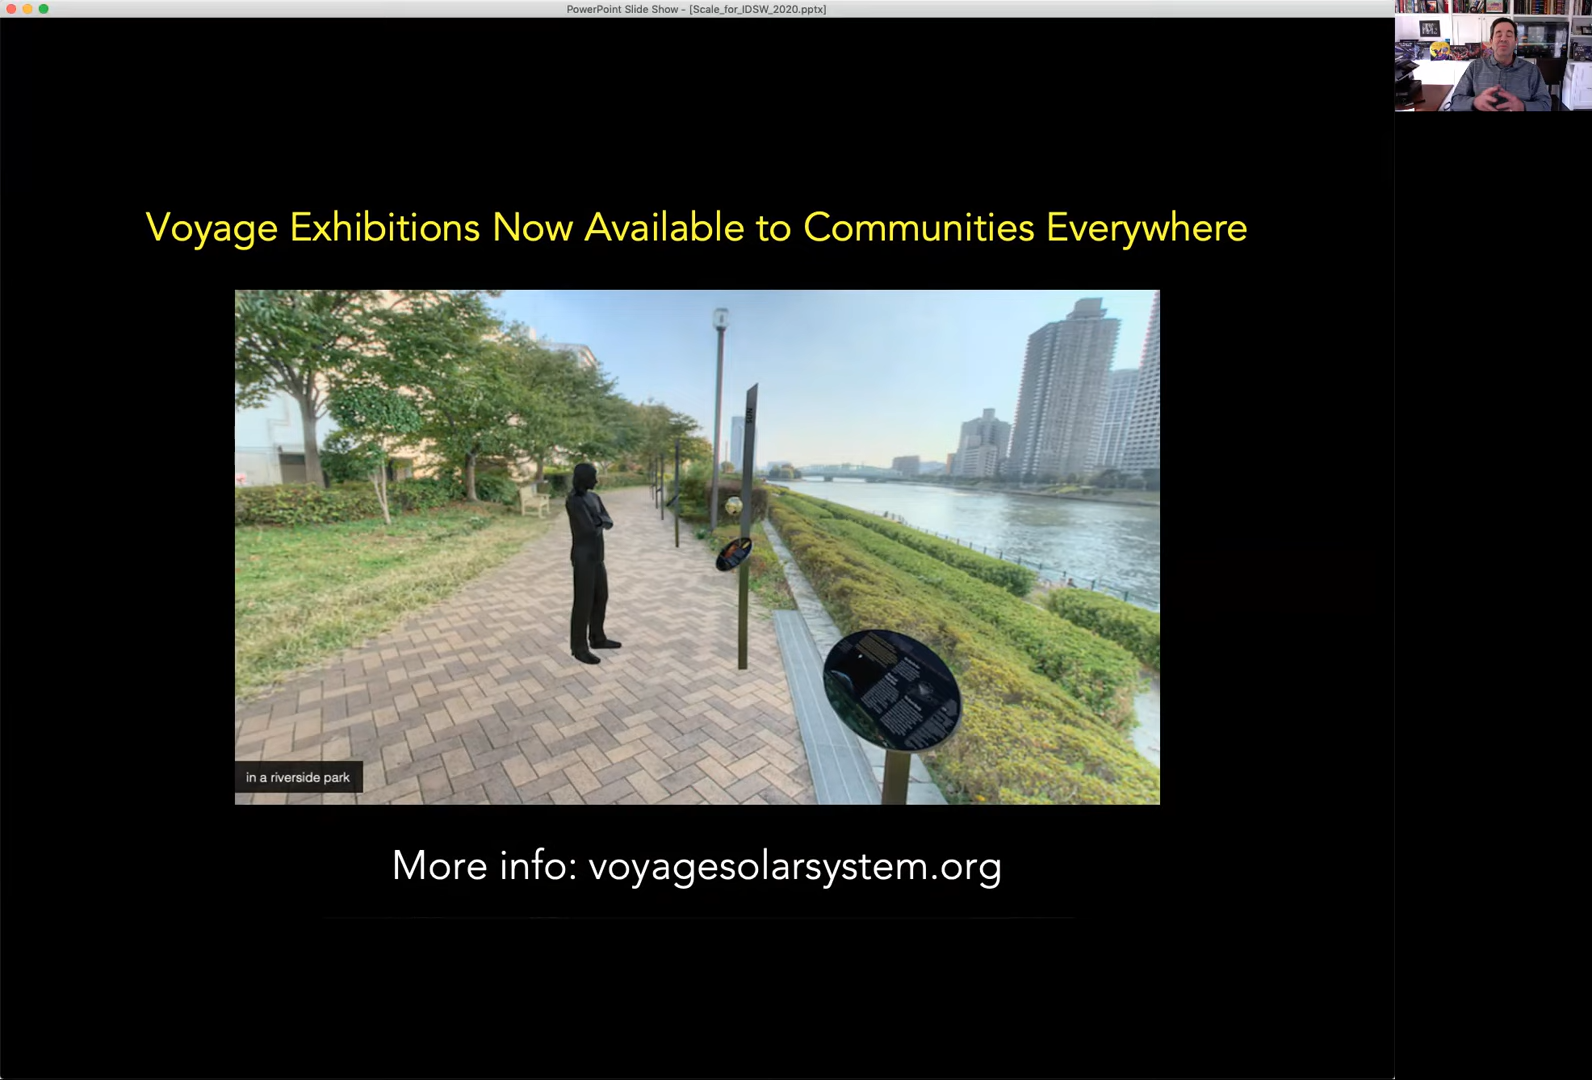 PowerPoint Slide Show - [Scale_for_IDSW_2020.pptx]
Voyage Exhibitions Now Available to Communities Everywhere
in a riverside park
More info: voyagesolarsystem.org